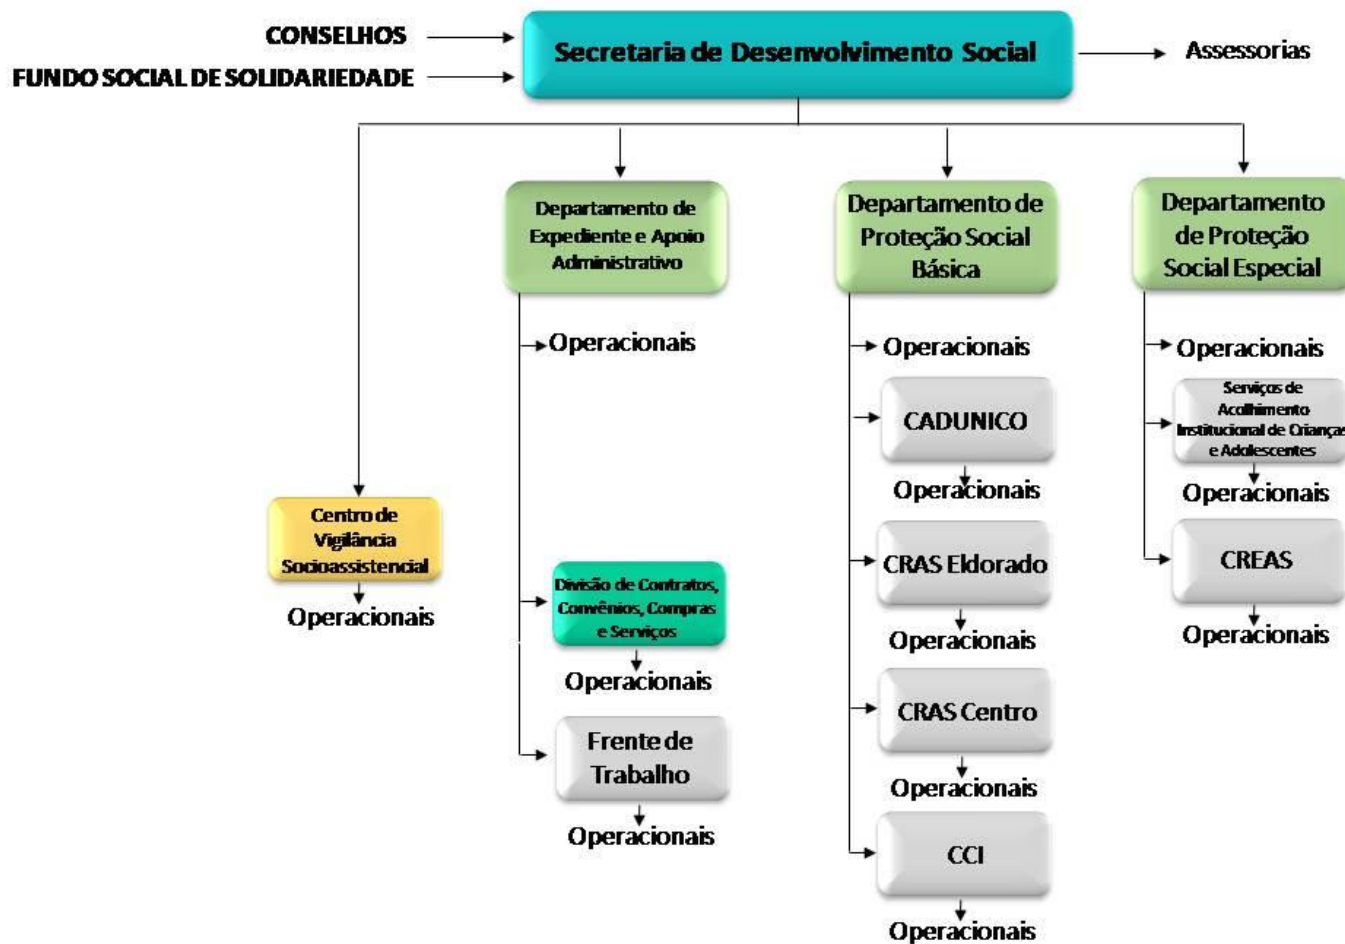 CONSELHOS
FUNDO SOCIAL DE SOLIDARIEDADE
Secretaria de Desenvolvimento Social
Assessorias
Departamento de
Expediente e Apoio
Administrativo
Departamento de
Proteção Social
Básica
Departamento
de Proteção
Social Especial
Operacionais
Operacionais
Operacionais
CADUNICO
Serviços de
Acolhimento
Institucional de Crianças
e Adolescentes
Operacionais
Operacionais
Centro de
Vigilância
Socioassistencial
Operacionais
Divisão de Contratos,
Convênios, Compras
e Serviços
Operacionais
CRAS Eldorado
Operacionais
CREAS
Operacionais
Frente de
Trabalho
Operacionais
CRAS Centro
Operacionais
CCI
Operacionais